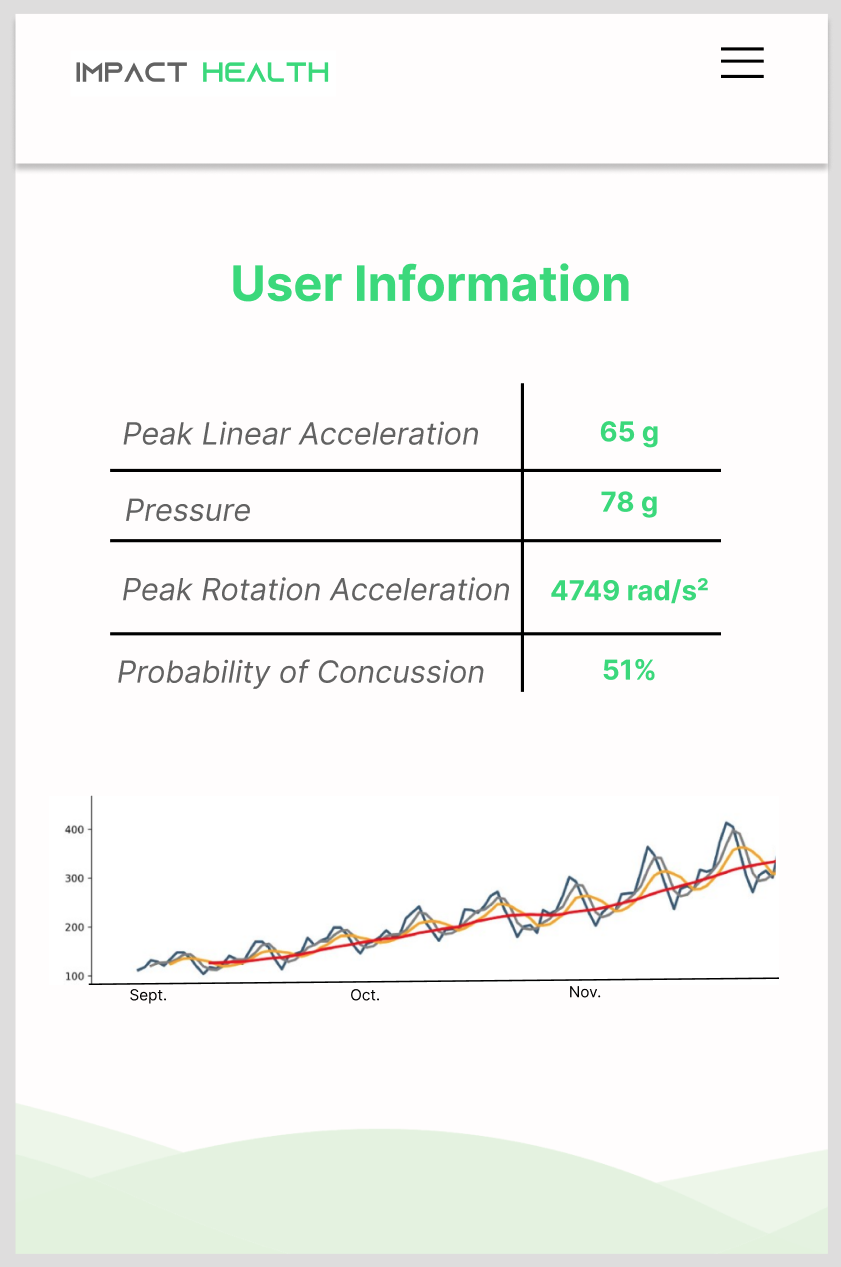 IMPACT HEALTH
User Information
Peak Linear Acceleration 65 g
Pressure 78 g
Peak Rotation Acceleration 4749 rad/s²
Probability of Concussion 51%
400
300
200
100
Sept. Oct. Nov.